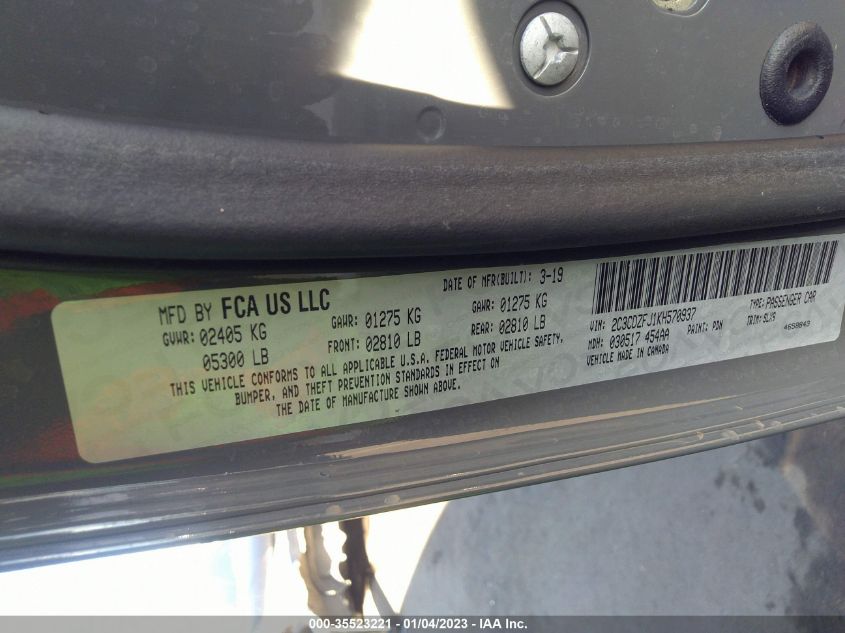 DATE OF MFR(BUILT): 3-19
MFD BY FCA US LLC
GVWR: 02405 KG
05300 LB
GAWR: 01275 KG
FRONT: 02810 LB
GAWR: 01275 KG
REAR: 02810 LB
THIS VEHICLE CONFORMS TO ALL APPLICABLE U.S.A. FEDERAL MOTOR VEHICLE SAFETY,
BUMPER, AND THEFT PREVENTION STANDARDS IN EFFECT ON
THE DATE OF MANUFACTURE SHOWN ABOVE.
VIN: 2C3CDZFJ1KH570937
TYPE: PASSENGER CAR
MDH: 030517 454AA
PAINT: PDN
TRIM: SLX9
VEHICLE MADE IN CANADA
4650843
000-35523221 - 01/04/2023 - IAA Inc.